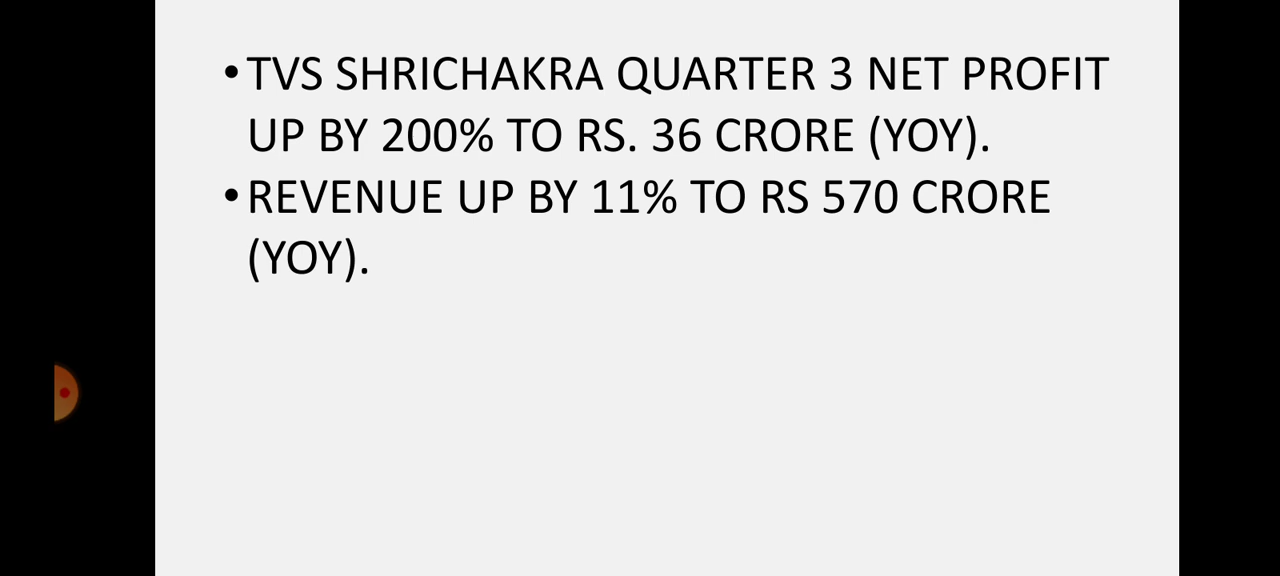 •TVS SHRICHAKRA QUARTER 3 NET PROFIT
UP BY 200% TO RS. 36 CRORE (YOY).
•REVENUE UP BY 11% TO RS 570 CRORE
(YOY).